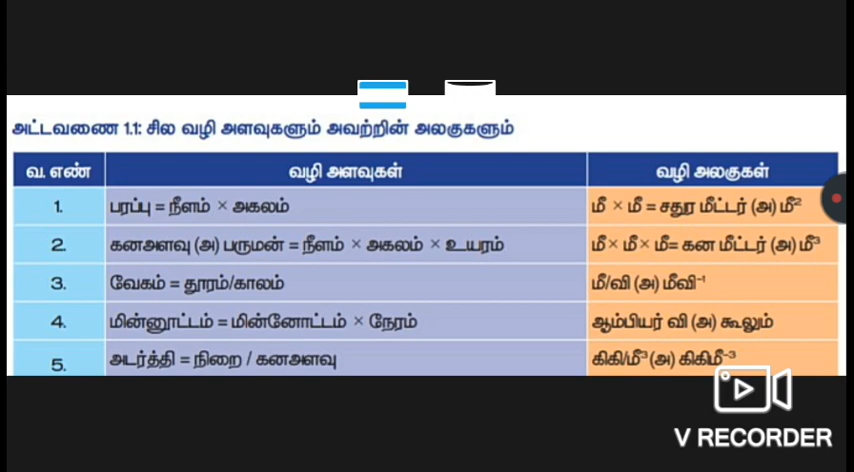 அட்டவணை 1.1: சில வழி அளவுகளும் அவற்றின் அலகுகளும்
வ. எண் வழி அளவுகள் வழி அலகுகள்
1. பரப்பு = நீளம் × அகலம் மீ × மீ = சதுர மீட்டர் (அ) மீ²
2. கனஅளவு (அ) பருமன் = நீளம் × அகலம் × உயரம் மீ× மீ× மீ= கன மீட்டர் (அ) மீ³
3. வேகம் = தூரம்/காலம் மீ/வி (அ) மீவி⁻¹
4. மின்னூட்டம் = மின்னோட்டம் × நேரம் ஆம்பியர் வி (அ) கூலும்
5. அடர்த்தி = நிறை / கனஅளவு கிகி/மீ³ (அ) கிகிமீ⁻³
V RECORDER